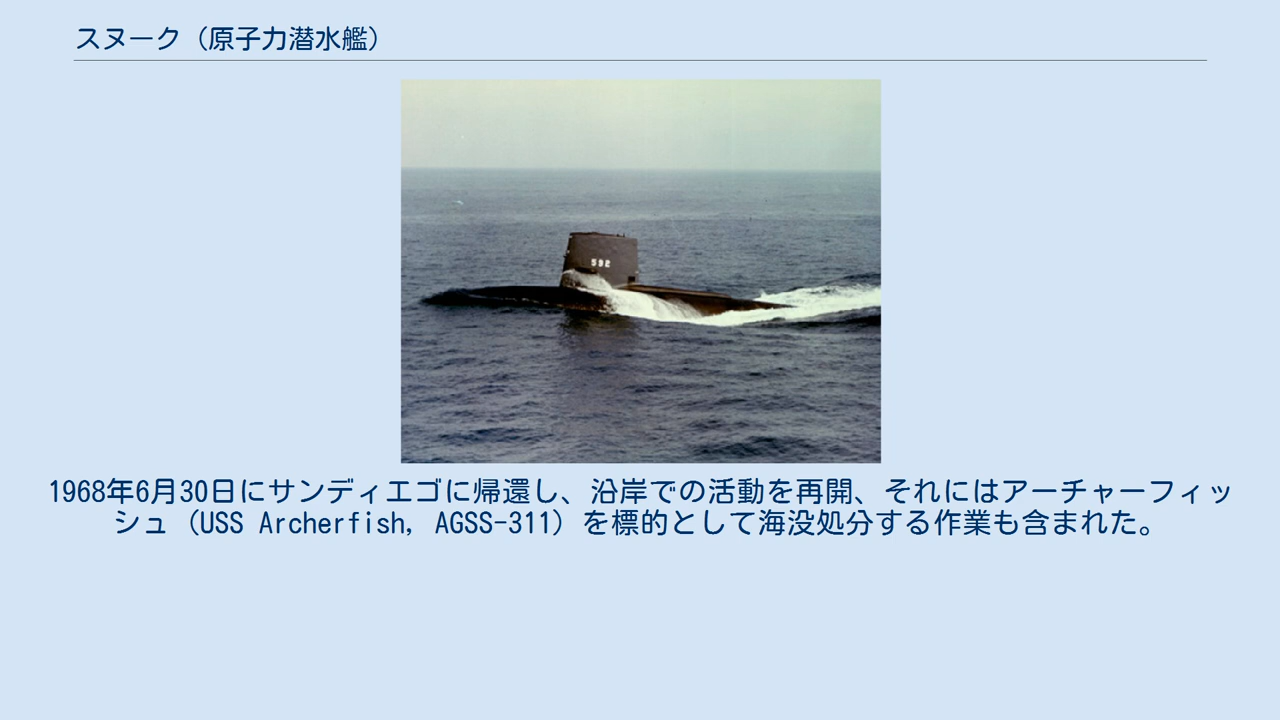 スヌーク（原子力潜水艦）
592
1968年6月30日にサンディエゴに帰還し、沿岸での活動を再開、それにはアーチャーフィッ
シュ（USS Archerfish, AGSS-311）を標的として海没処分する作業も含まれた。